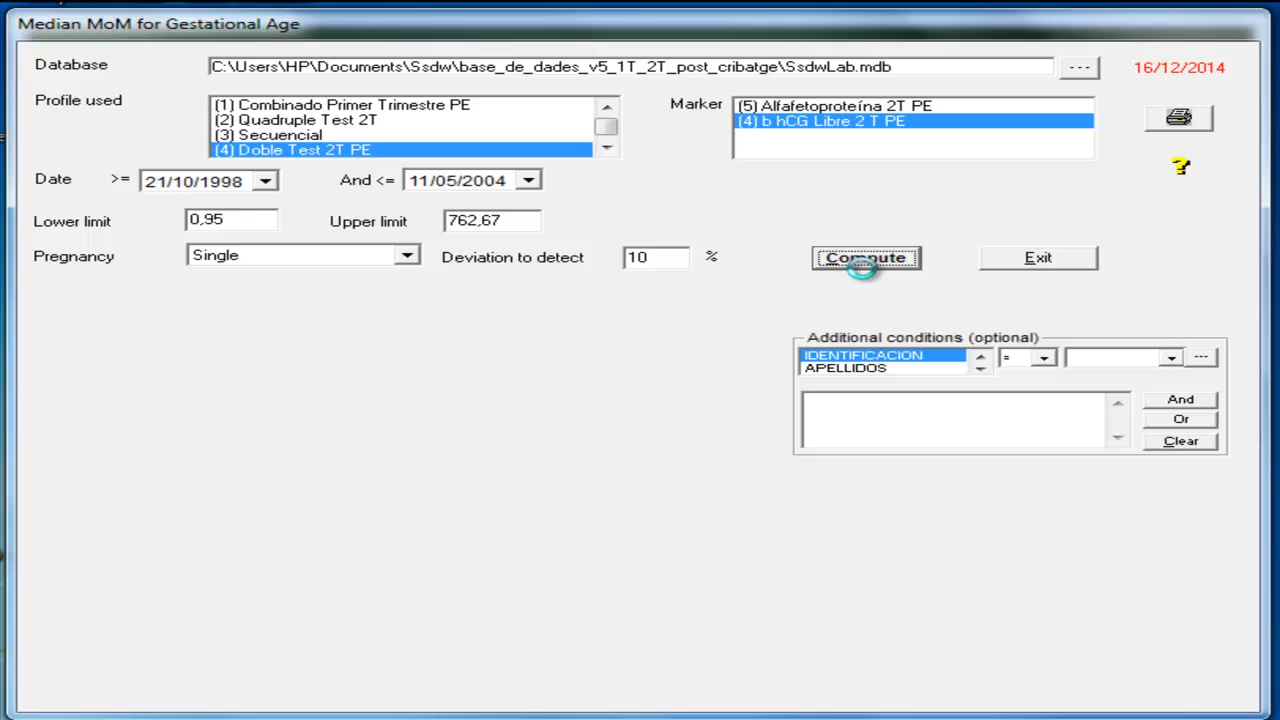 Median MoM for Gestational Age
Database C:\Users\HP\Documents\Ssdw\base_de_dades_v5_1T_2T_post_cribatge\SsdwLab.mdb ... 16/12/2014
Profile used
(1) Combinado Primer Trimestre PE
(2) Quadruple Test 2T
(3) Secuencial
(4) Doble Test 2T PE
Marker
(5) Alfafetoproteína 2T PE
(4) b hCG Libre 2 T PE
?
Date >= 21/10/1998 And <= 11/05/2004
Lower limit 0,95 Upper limit 762,67
Pregnancy Single Deviation to detect 10 % Compute Exit
Additional conditions (optional)
IDENTIFICACION = ...
APELLIDOS
And
Or
Clear